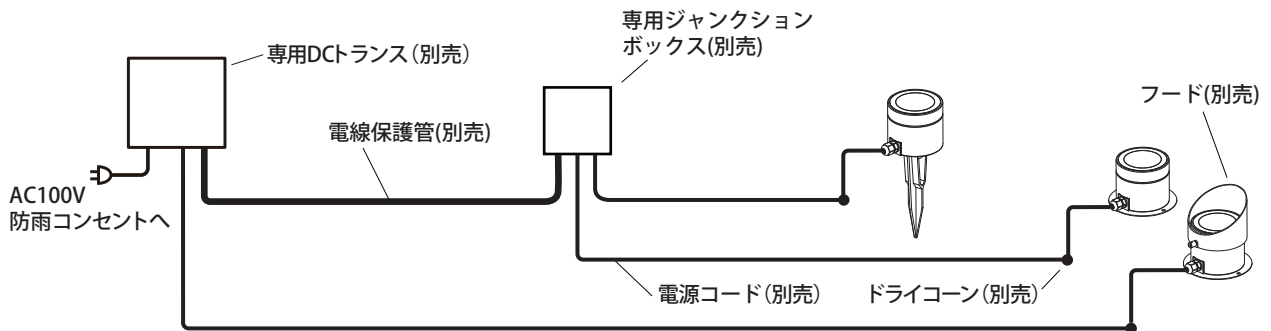 専用DCトランス（別売）
専用ジャンクション
ボックス(別売)
フード(別売)
電線保護管(別売)
AC100V
防雨コンセントへ
電源コード（別売）
ドライコーン（別売）